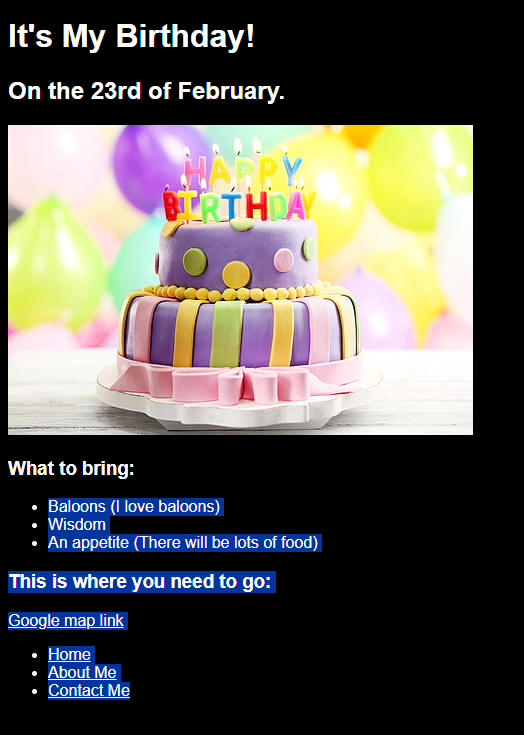 It's My Birthday!
On the 23rd of February.
HAPPY
BIRTHDAY
What to bring:
Baloons (I love baloons)
Wisdom
An appetite (There will be lots of food)
This is where you need to go:
Google map link
Home
About Me
Contact Me